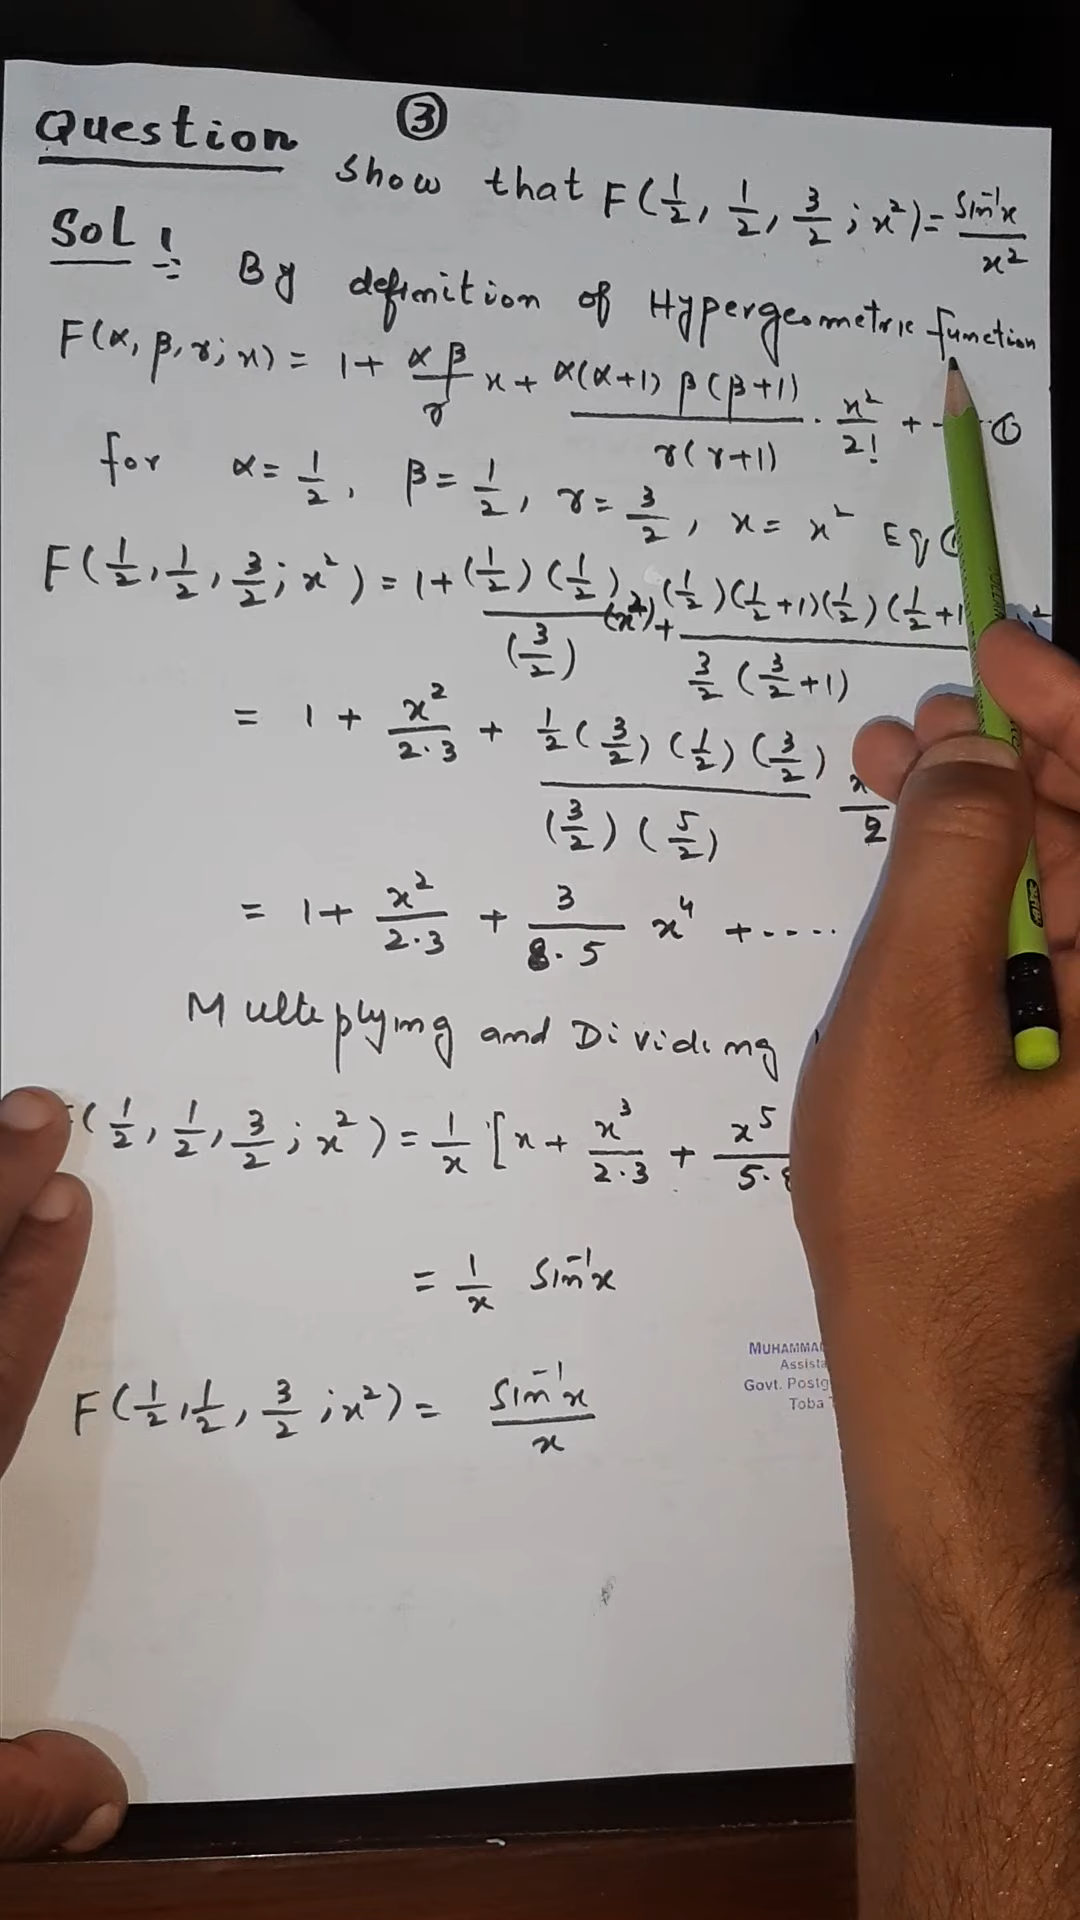 ③
Question Show that F(1/2, 1/2, 3/2 ; x²) = Sin⁻¹x/x²
Sol: By definition of Hypergeometric function
F(α, β, γ; x) = 1 + αβ/γ x + α(α+1) β(β+1)/γ(γ+1) · x²/2! + - - ①
for α = 1/2, β = 1/2, γ = 3/2, x = x² Eq
F(1/2, 1/2, 3/2 ; x²) = 1 + (1/2)(1/2)/(3/2) (x²) + (1/2)(1/2+1)(1/2)(1/2+1/3/2 (3/2+1)
= 1 + x²/2·3 + 1/2 (3/2)(1/2)(3/2)/(3/2)(5/2)
= 1 + x²/2·3 + 3/8·5 x⁴ + ·····
Multiplying and Dividing
(1/2, 1/2, 3/2 ; x²) = 1/x [x + x³/2·3 + x⁵/5·
= 1/x Sin⁻¹x
F(1/2, 1/2, 3/2 ; x²) = Sin⁻¹x/x
Govt.
Toba